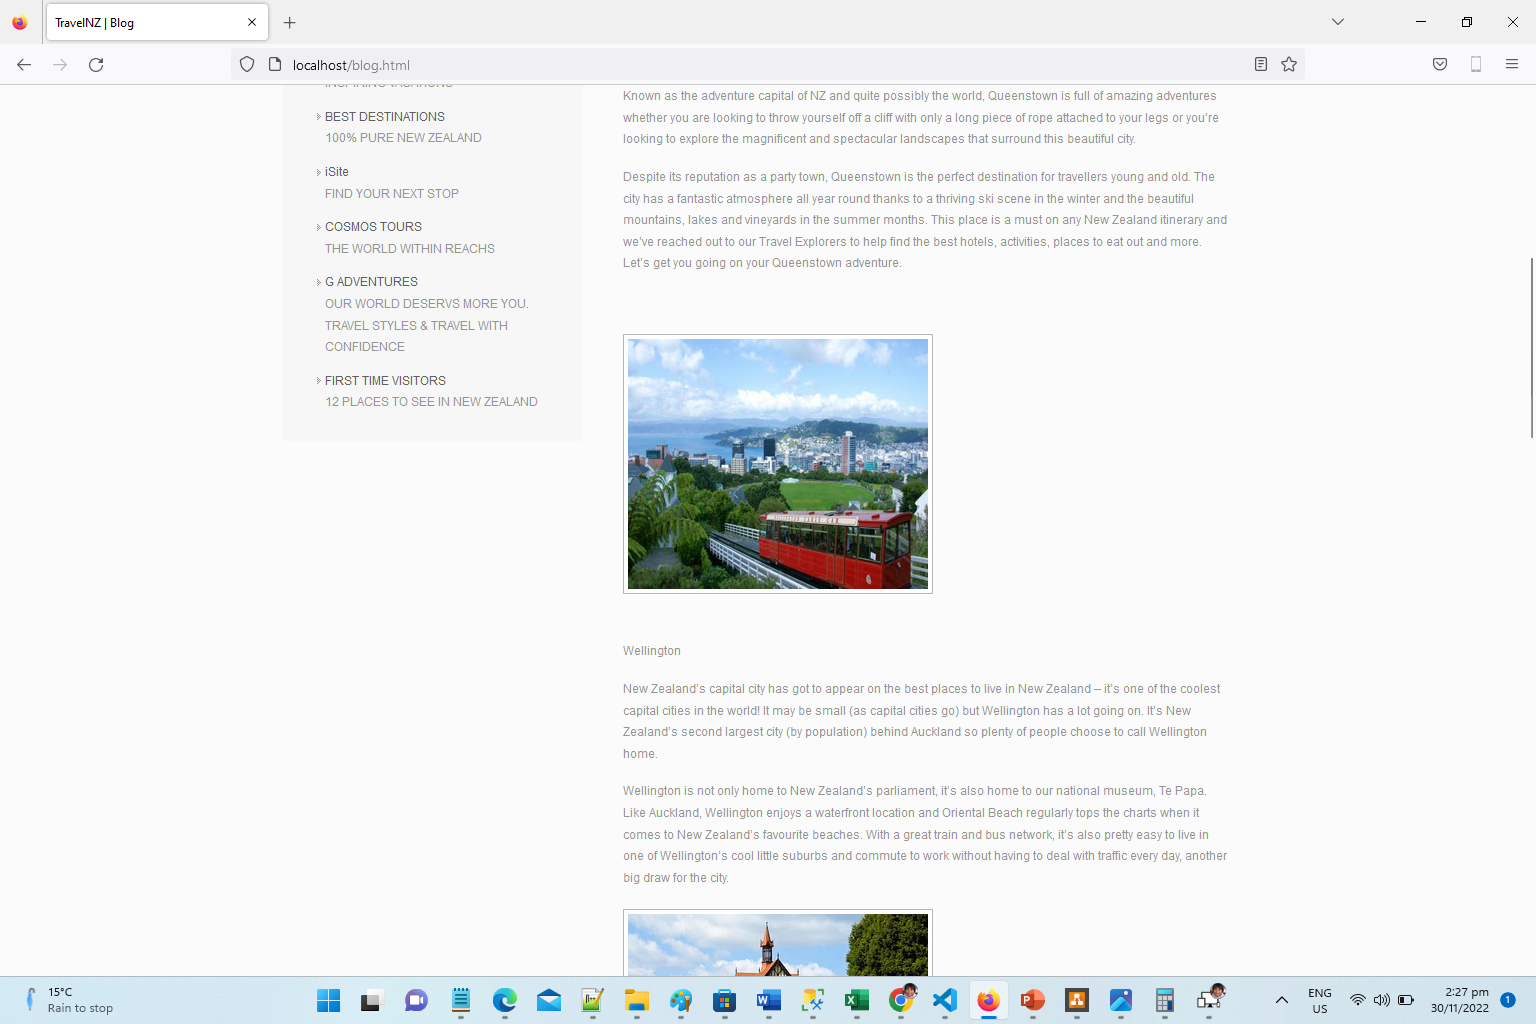 TravelNZ | Blog
localhost/blog.html
INSPIRING VACATIONS
BEST DESTINATIONS
100% PURE NEW ZEALAND
iSite
FIND YOUR NEXT STOP
COSMOS TOURS
THE WORLD WITHIN REACHS
G ADVENTURES
OUR WORLD DESERVS MORE YOU.
TRAVEL STYLES & TRAVEL WITH
CONFIDENCE
FIRST TIME VISITORS
12 PLACES TO SEE IN NEW ZEALAND
Known as the adventure capital of NZ and quite possibly the world, Queenstown is full of amazing adventures
whether you are looking to throw yourself off a cliff with only a long piece of rope attached to your legs or you’re
looking to explore the magnificent and spectacular landscapes that surround this beautiful city.
Despite its reputation as a party town, Queenstown is the perfect destination for travellers young and old. The
city has a fantastic atmosphere all year round thanks to a thriving ski scene in the winter and the beautiful
mountains, lakes and vineyards in the summer months. This place is a must on any New Zealand itinerary and
we’ve reached out to our Travel Explorers to help find the best hotels, activities, places to eat out and more.
Let’s get you going on your Queenstown adventure.
WELLINGTON CABLE CAR
Wellington
New Zealand’s capital city has got to appear on the best places to live in New Zealand – it’s one of the coolest
capital cities in the world! It may be small (as capital cities go) but Wellington has a lot going on. It’s New
Zealand’s second largest city (by population) behind Auckland so plenty of people choose to call Wellington
home.
Wellington is not only home to New Zealand’s parliament, it’s also home to our national museum, Te Papa.
Like Auckland, Wellington enjoys a waterfront location and Oriental Beach regularly tops the charts when it
comes to New Zealand’s favourite beaches. With a great train and bus network, it’s also pretty easy to live in
one of Wellington’s cool little suburbs and commute to work without having to deal with traffic every day, another
big draw for the city.
15°C
Rain to stop
ENG
US
2:27 pm
30/11/2022
1